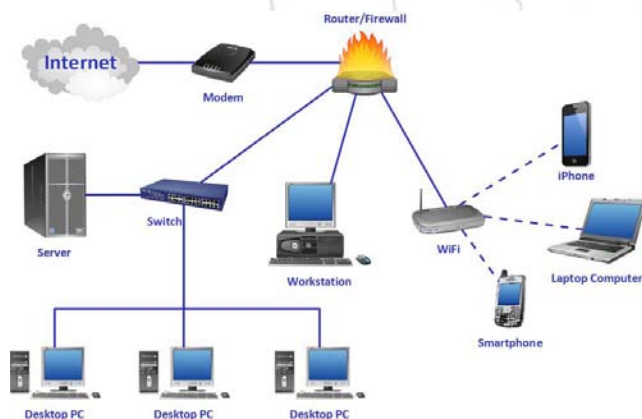 Router/Firewall
Internet
Modem
iPhone
Switch
Server
WiFi
Workstation
Laptop Computer
Smartphone
Desktop PC
Desktop PC
Desktop PC